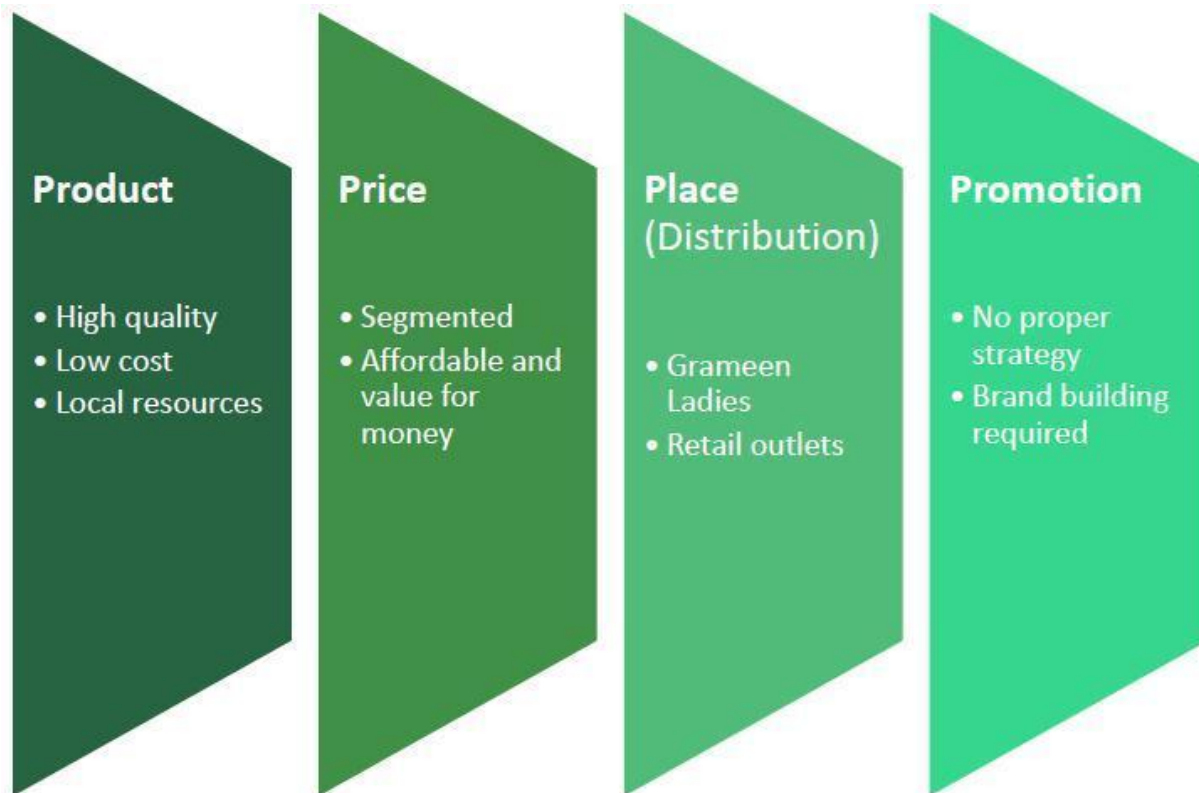 Product
• High quality
• Low cost
• Local resources
Price
• Segmented
• Affordable and
value for
money
Place
(Distribution)
• Grameen
Ladies
• Retail outlets
Promotion
• No proper
strategy
• Brand building
required